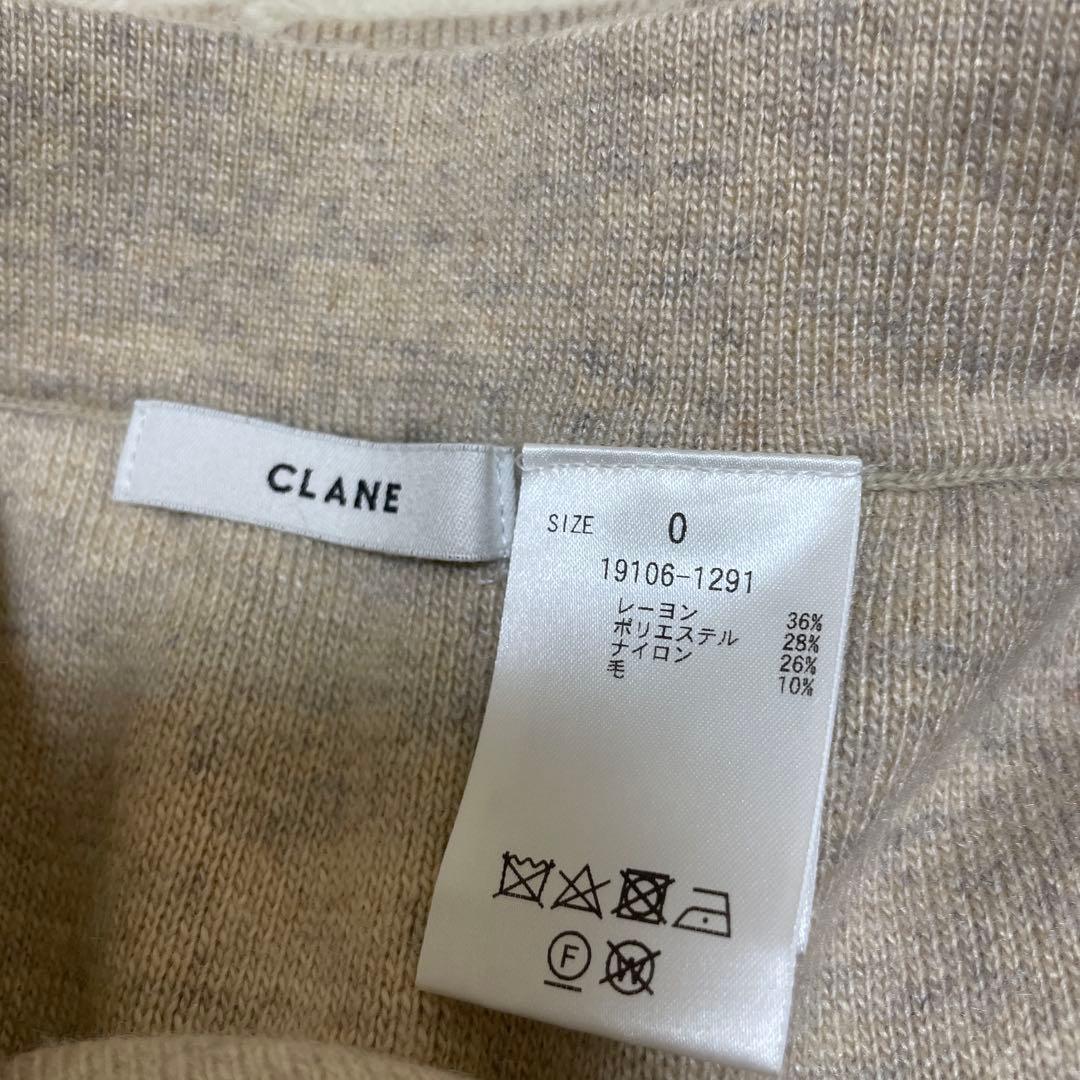 CLANE
SIZE 0
19106-1291
レーヨン 36%
ポリエステル 28%
ナイロン 26%
毛 10%
F W